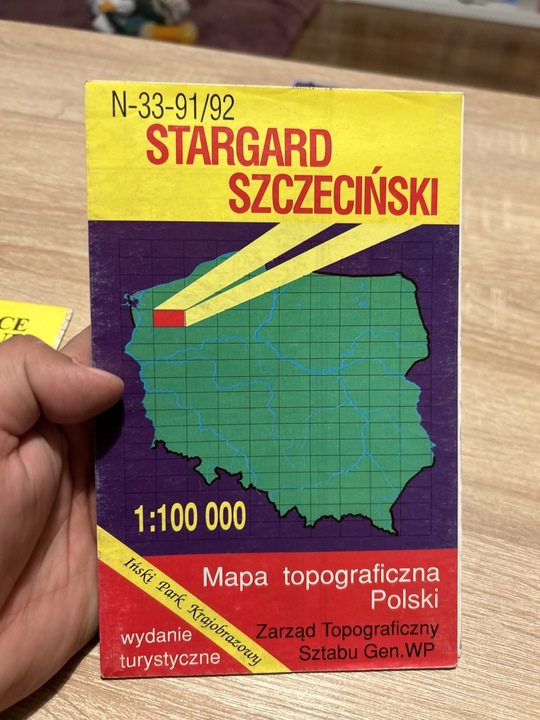 N-33-91/92
STARGARD
SZCZECIŃSKI
1:100 000
Iński Park Krajobrazowy
Mapa topograficzna
Polski
wydanie
turystyczne
Zarząd Topograficzny
Sztabu Gen.WP
CE